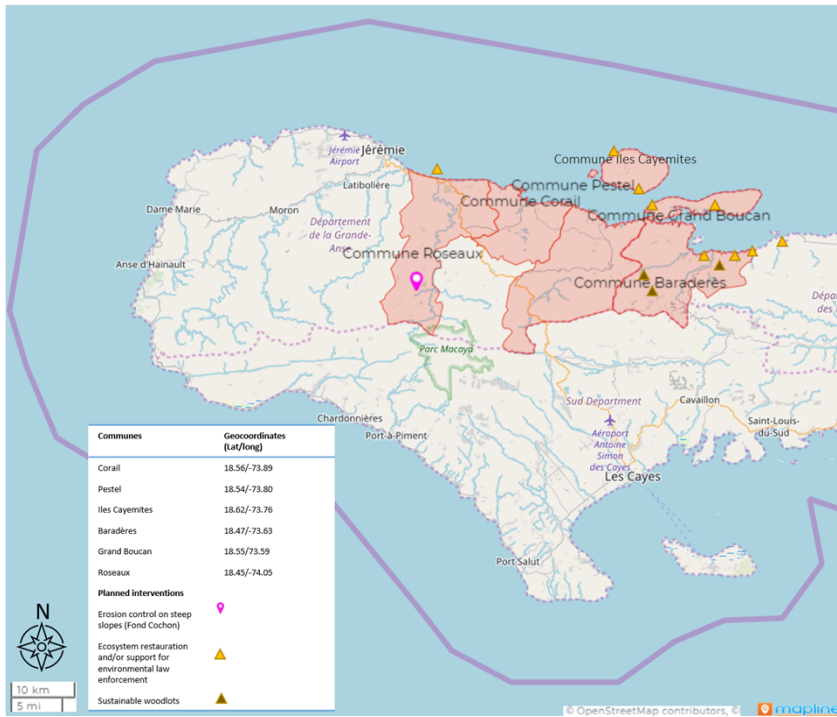 Commune Iles Cayemites
Jérémie
Airport
Jérémie
Latibolière
Commune Pestel
Commune Corail
Commune Grand Boucan
Dame Marie
Moron
Département
de la Grande-
Anse
Commune Roseaux
Anse d'Hainault
Commune Baradères
Dépa
des
Parc Macaya
Sud Department
Cavaillon
Chardonnières
Saint-Louis-
du-Sud
Port-à-Piment
Aéroport
Antoine
Simon
des Cayes
Les Cayes
Port Salut
Communes Geocoordinates
(Lat/long)
Corail 18.56/-73.89
Pestel 18.54/-73.80
Iles Cayemites 18.62/-73.76
Baradères 18.47/-73.63
Grand Boucan 18.55/73.59
Roseaux 18.45/-74.05
Planned interventions
Erosion control on steep
slopes (Fond Cochon)
Ecosystem restauration
and/or support for
environmental law
enforcement
Sustainable woodlots
N
10 km
5 mi
© OpenStreetMap contributors, ©
mapline